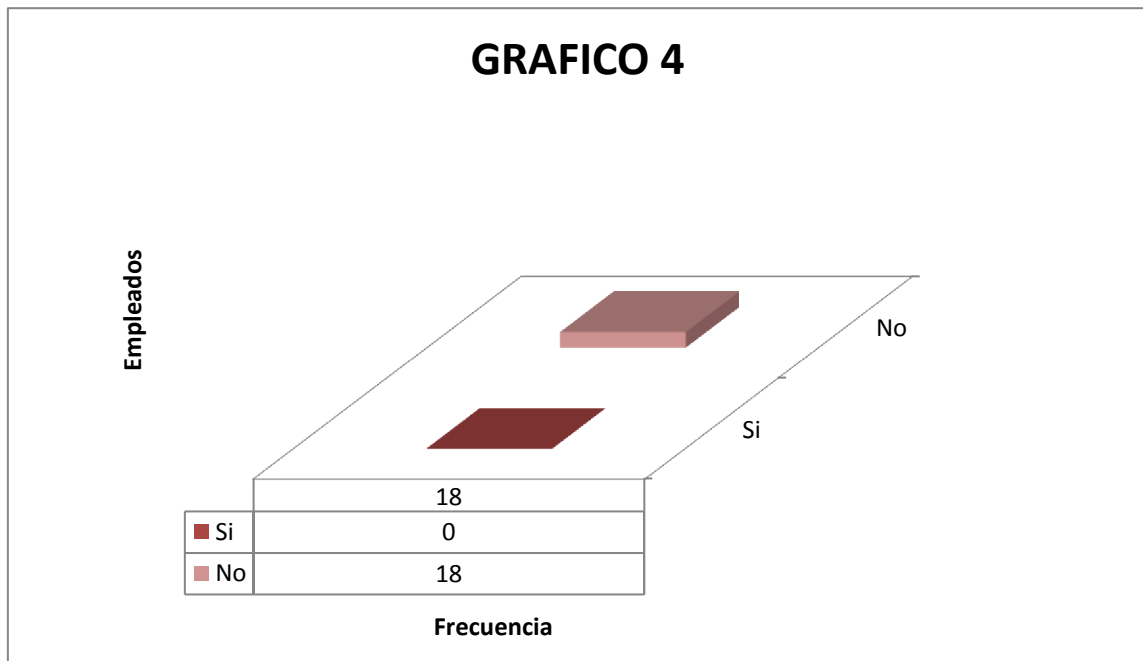 GRAFICO 4
Empleados
No
Si
18
Si 0
No 18
Frecuencia